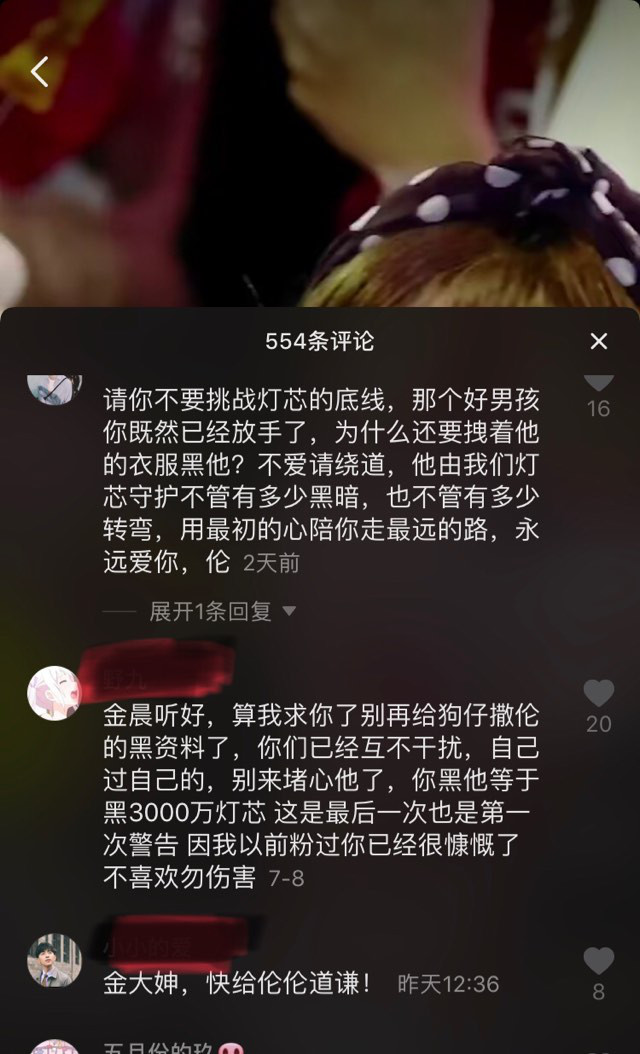 554条评论
请你不要挑战灯芯的底线，那个好男孩
你既然已经放手了，为什么还要拽着他
的衣服黑他？不爱请绕道，他由我们灯
芯守护不管有多少黑暗，也不管有多少
转弯，用最初的心陪你走最远的路，永
远爱你，伦 2天前
16
展开1条回复
野九
金晨听好，算我求你了别再给狗仔撒伦
的黑资料了，你们已经互不干扰，自己
过自己的，别来堵心他了，你黑他等于
黑3000万灯芯 这是最后一次也是第一
次警告 因我以前粉过你已经很慷慨了
不喜欢勿伤害 7-8
20
小小的爱
金大婶，快给伦伦道谦！ 昨天12:36
8
五月份的玖